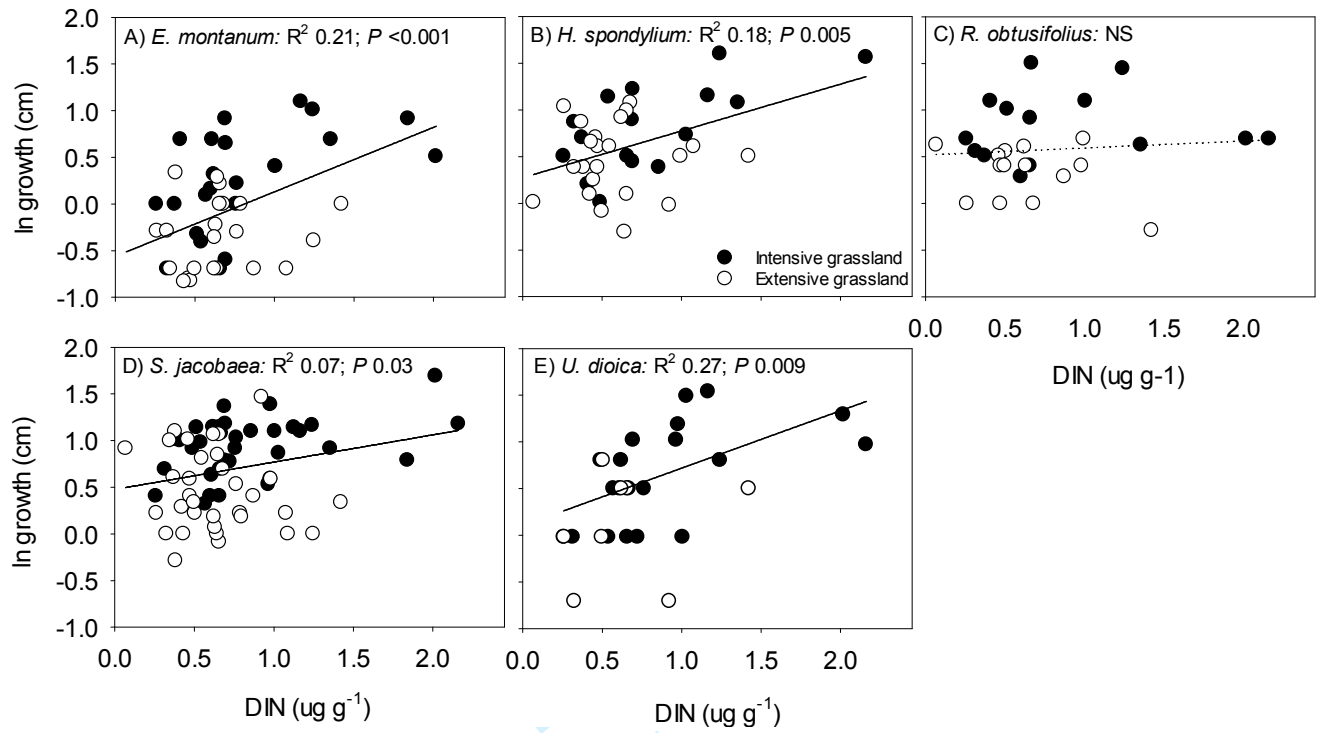 A) E. montanum: R² 0.21; P <0.001
B) H. spondylium: R² 0.18; P 0.005
C) R. obtusifolius: NS
2.0
1.5
1.0
0.5
0.0
-0.5
-1.0
ln growth (cm)
Intensive grassland
Extensive grassland
0.0 0.5 1.0 1.5 2.0
DIN (ug g-1)
D) S. jacobaea: R² 0.07; P 0.03
E) U. dioica: R² 0.27; P 0.009
2.0
1.5
1.0
0.5
0.0
-0.5
-1.0
ln growth (cm)
0.0 0.5 1.0 1.5 2.0
0.0 0.5 1.0 1.5 2.0
DIN (ug g⁻¹)
DIN (ug g⁻¹)